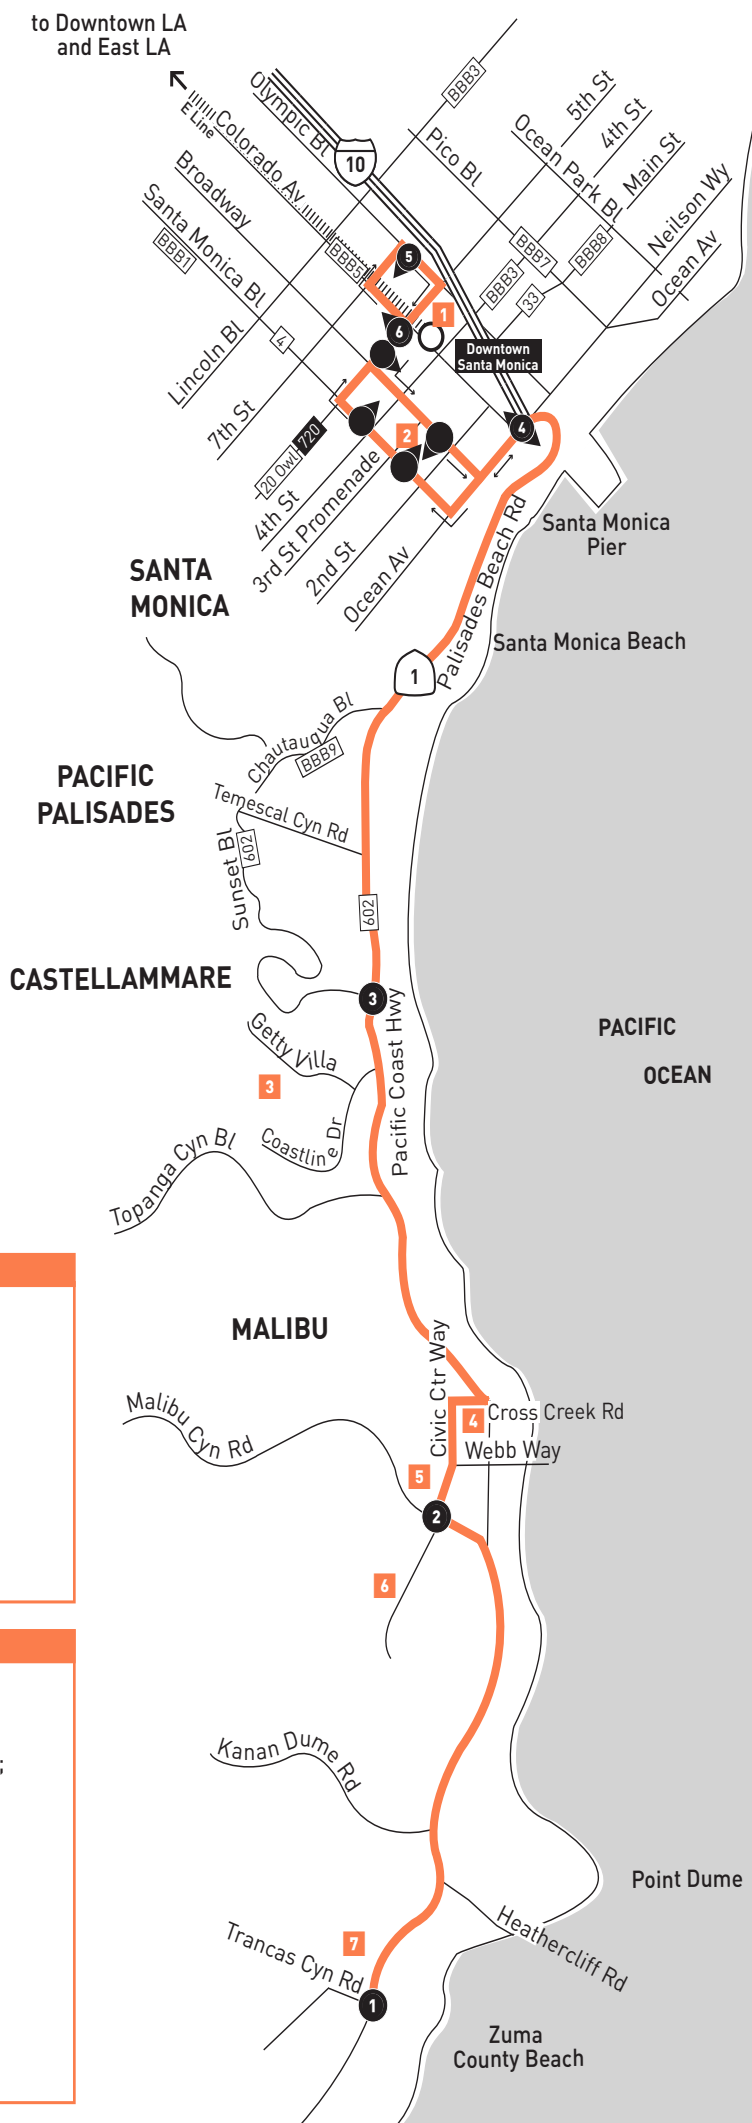 to Downtown LA
and East LA
E Line
Olympic Bl
10
Colorado Av
Broadway
Santa Monica Bl
BBB1
BBB3
Pico Bl
5th St
4th St
Ocean Park Bl
Main St
Neilson Wy
Ocean Av
BBB7
BBB8
BBB3
33
BBB5
5
6
1
Downtown
Santa Monica
4
Lincoln Bl
7th St
4
2
720
20 Owl
4th St
3rd St Promenade
2nd St
Ocean Av
Palisades Beach Rd
Santa Monica
Pier
SANTA
MONICA
Santa Monica Beach
1
Chautauqua Bl
BBB9
PACIFIC
PALISADES
Temescal Cyn Rd
Sunset Bl
602
602
CASTELLAMMARE
3
Pacific Coast Hwy
Getty Villa
3
Coastline Dr
Topanga Cyn Bl
PACIFIC
OCEAN
MALIBU
Civic Ctr Way
Malibu Cyn Rd
4
Cross Creek Rd
Webb Way
5
2
6
Kanan Dume Rd
;
Point Dume
Heathercliff Rd
7
Trancas Cyn Rd
1
Zuma
County Beach